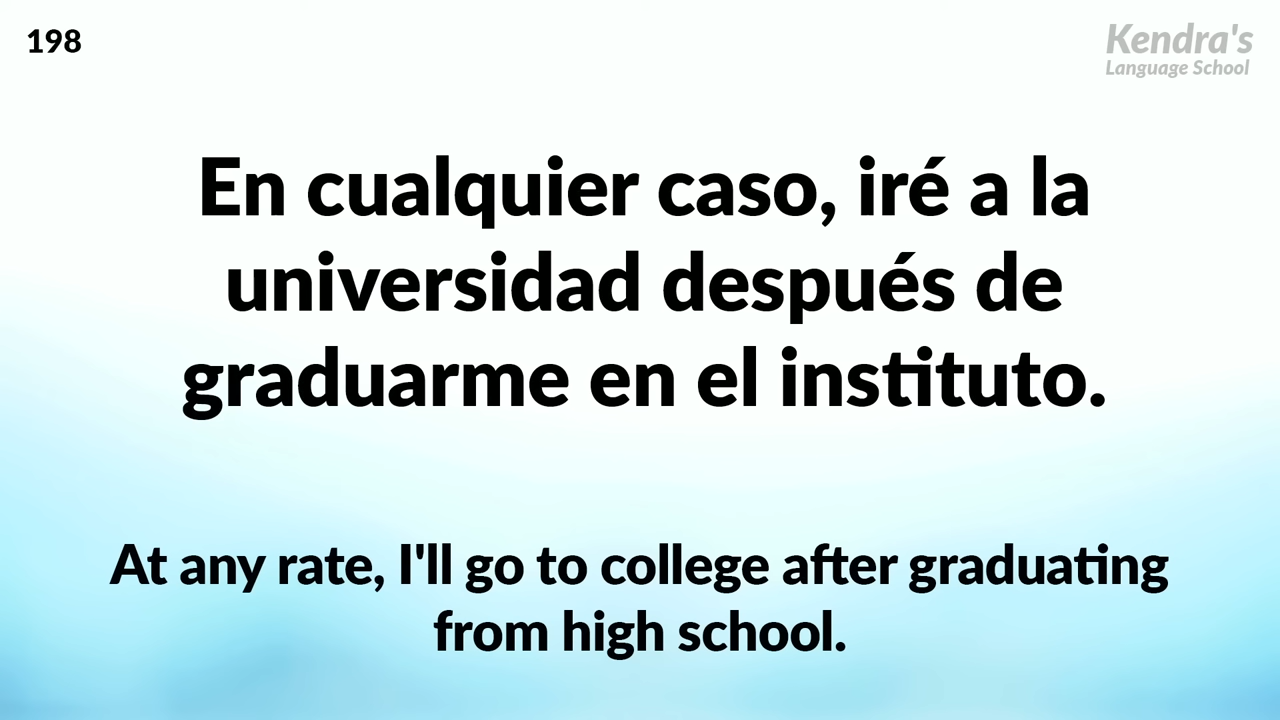 198
Kendra's
Language School
En cualquier caso, iré a la
universidad después de
graduarme en el instituto.
At any rate, I'll go to college after graduating
from high school.